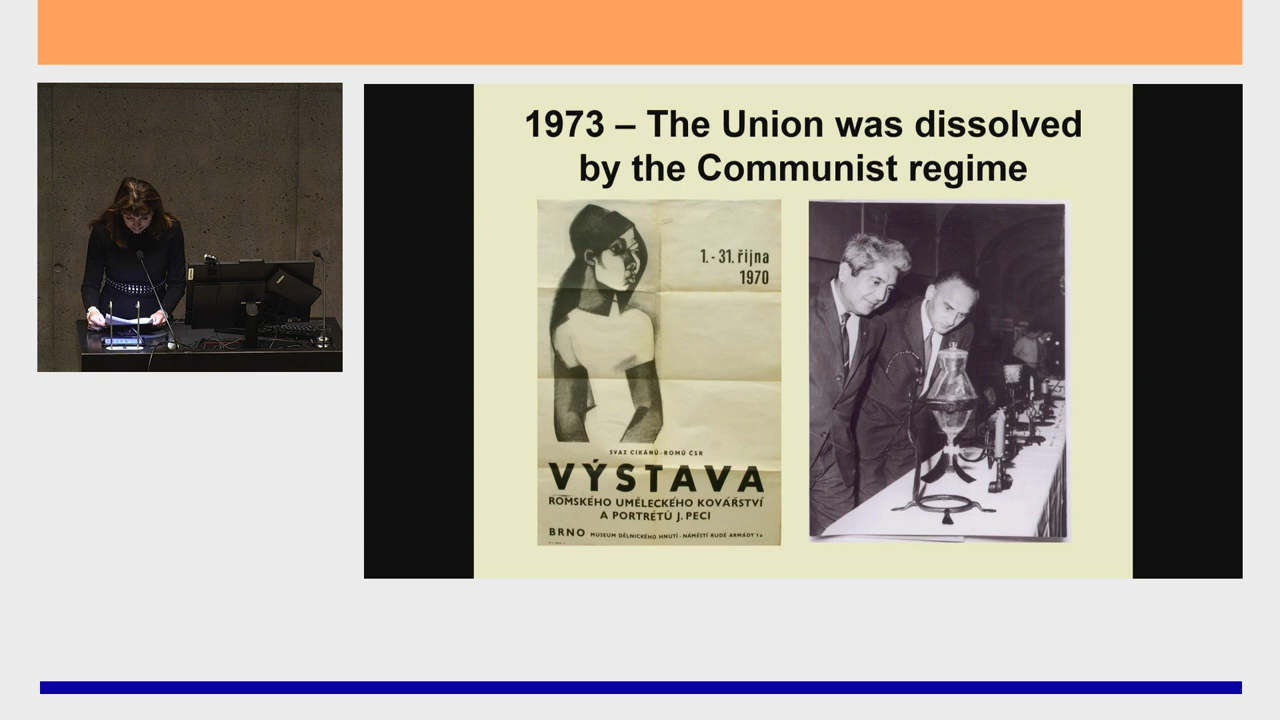 1973 – The Union was dissolved
by the Communist regime
1.-31. října
1970
SVAZ CIKÁNŮ-ROMŮ ČSR
VÝSTAVA
ROMSKÉHO UMĚLECKÉHO KOVÁŘSTVÍ
A PORTRÉTŮ J. PECI
BRNO MUSEUM DĚLNICKÉHO HNUTÍ - NÁMĚSTÍ RUDÉ ARMÁDY 1a